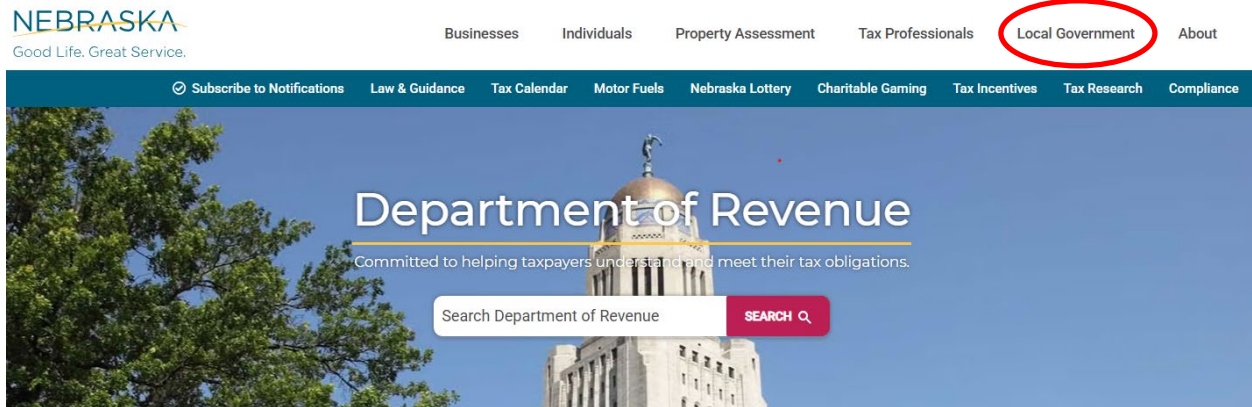 NEBRASKA
Good Life. Great Service.
Businesses Individuals Property Assessment Tax Professionals Local Government About
Subscribe to Notifications Law & Guidance Tax Calendar Motor Fuels Nebraska Lottery Charitable Gaming Tax Incentives Tax Research Compliance
Department of Revenue
Committed to helping taxpayers understand and meet their tax obligations.
Search Department of Revenue SEARCH